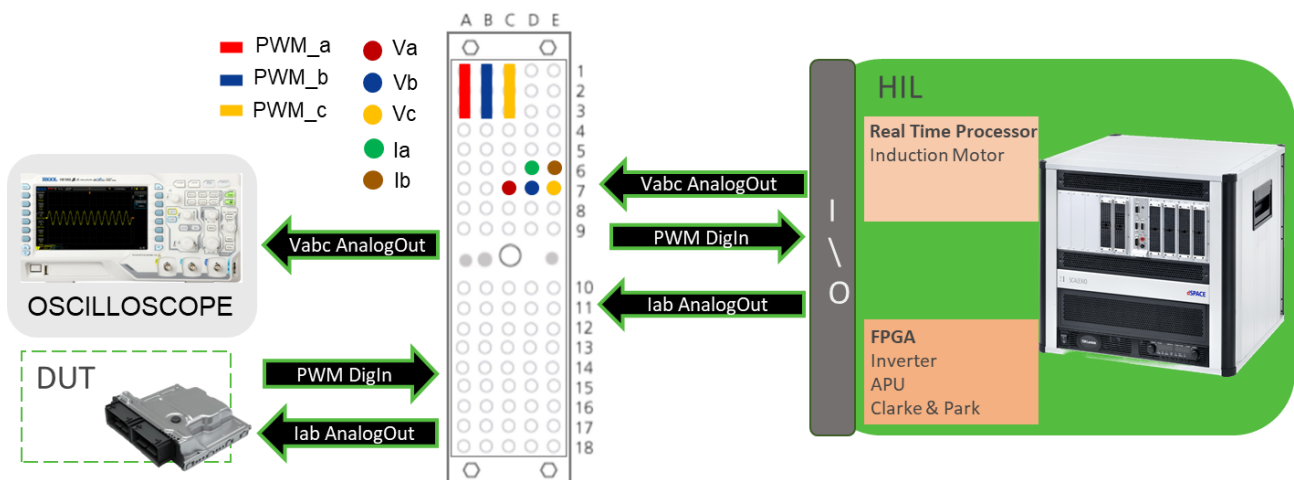 A B C D E
PWM_a
PWM_b
PWM_c
Va
Vb
Vc
Ia
Ib
1
2
3
4
5
6
7
8
9
10
11
12
13
14
15
16
17
18
RIGOL
OSCILLOSCOPE
DUT
Vabc AnalogOut
PWM DigIn
Iab AnalogOut
Vabc AnalogOut
PWM DigIn
Iab AnalogOut
I\O
HIL
Real Time Processor
Induction Motor
FPGA
Inverter
APU
Clarke & Park
SCALEXIO
dSPACE